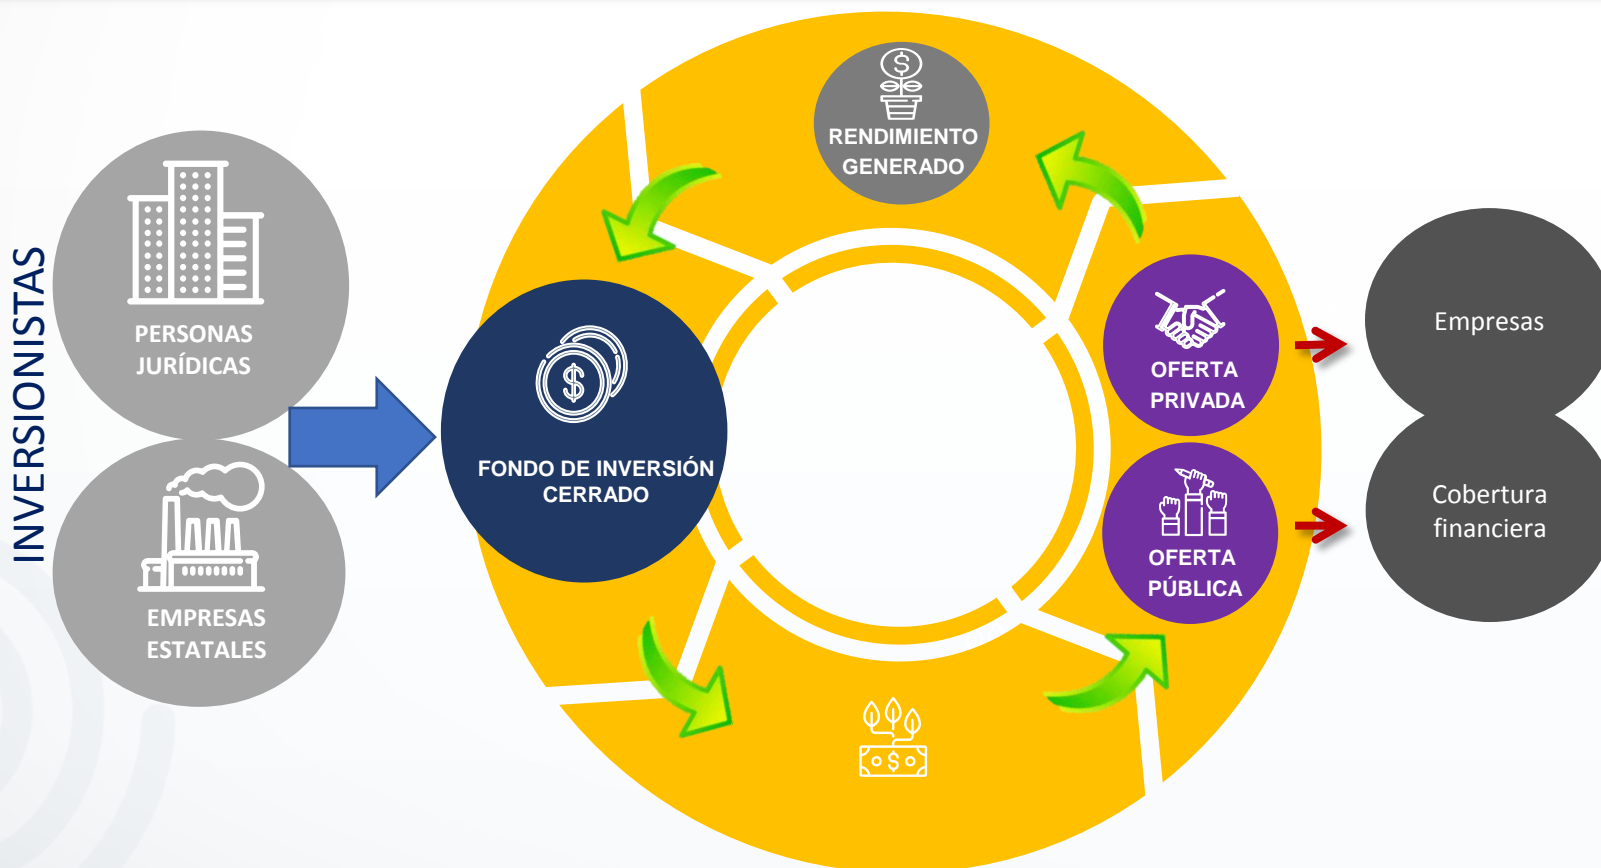 INVERSIONISTAS
PERSONAS
JURÍDICAS
EMPRESAS
ESTATALES
FONDO DE INVERSIÓN
CERRADO
RENDIMIENTO
GENERADO
OFERTA
PRIVADA
OFERTA
PÚBLICA
Empresas
Cobertura
financiera